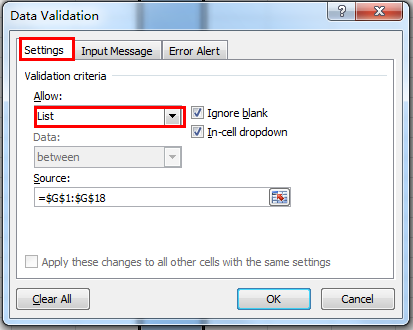 Data Validation
Settings Input Message Error Alert
Validation criteria
Allow:
List
Ignore blank
In-cell dropdown
Data:
between
Source:
=$G$1:$G$18
Apply these changes to all other cells with the same settings
Clear All OK Cancel